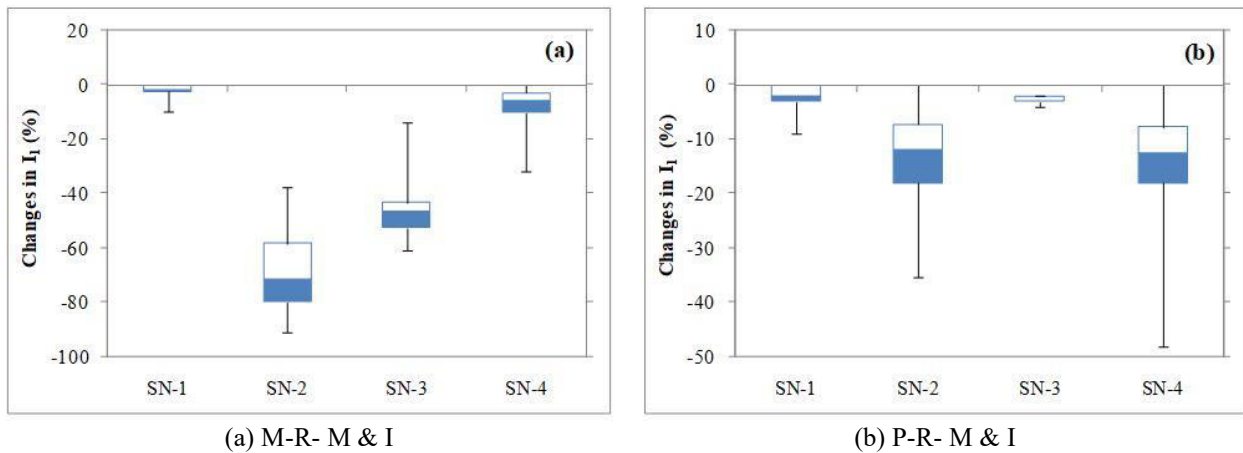 (a)
Changes in I₁ (%)
20
0
-20
-40
-60
-80
-100
SN-1 SN-2 SN-3 SN-4
(a) M-R- M & I
(b)
Changes in I₁ (%)
10
0
-10
-20
-30
-40
-50
SN-1 SN-2 SN-3 SN-4
(b) P-R- M & I